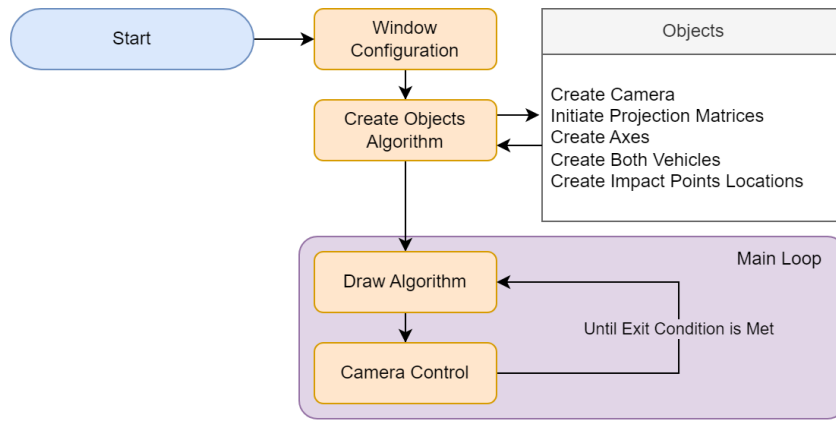 Start
Window
Configuration
Objects
Create Objects
Algorithm
Create Camera
Initiate Projection Matrices
Create Axes
Create Both Vehicles
Create Impact Points Locations
Main Loop
Draw Algorithm
Until Exit Condition is Met
Camera Control